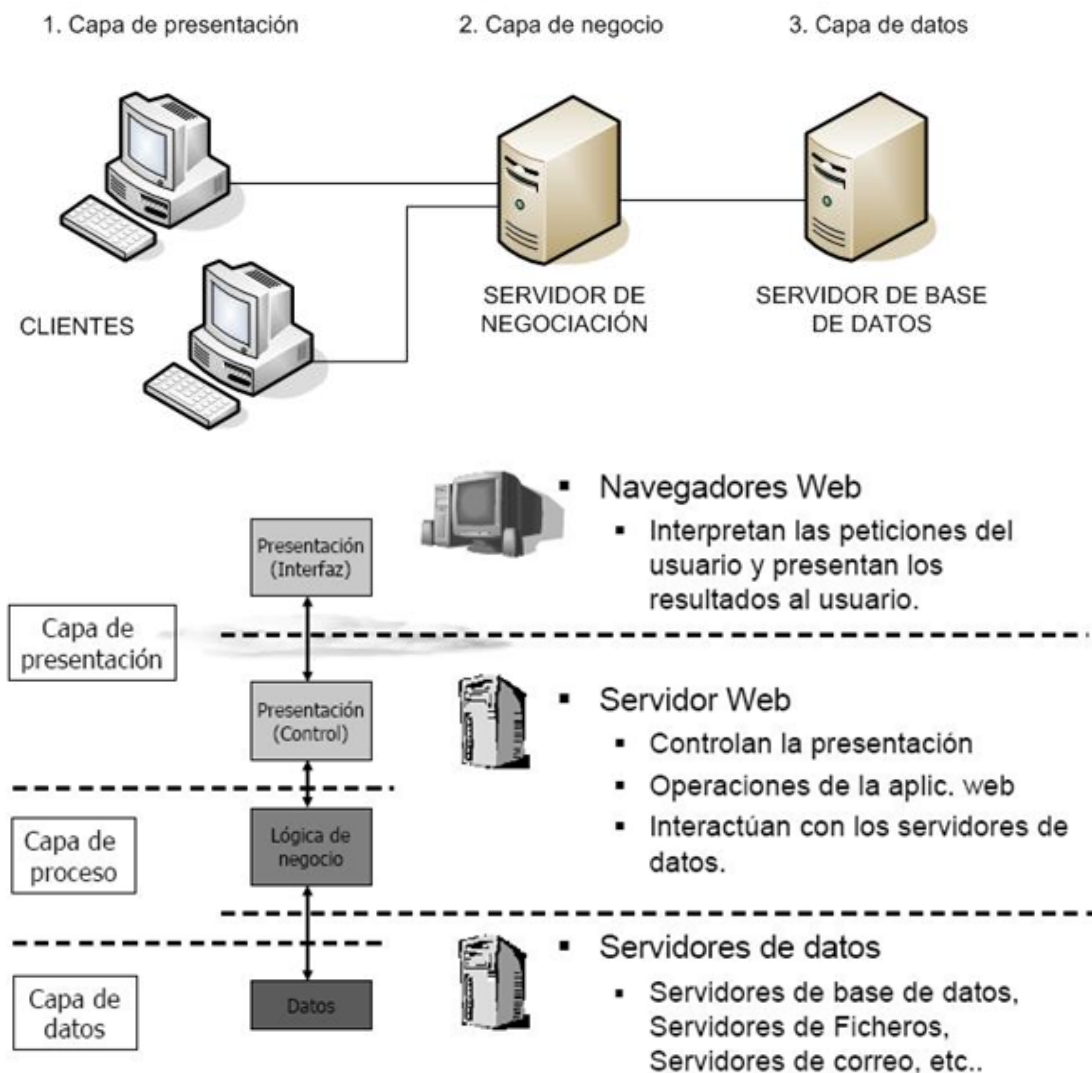 1. Capa de presentación
2. Capa de negocio
3. Capa de datos
CLIENTES
SERVIDOR DE
NEGOCIACIÓN
SERVIDOR DE BASE
DE DATOS
Presentación
(Interfaz)
▪ Navegadores Web
▪ Interpretan las peticiones del
usuario y presentan los
resultados al usuario.
Capa de
presentación
Presentación
(Control)
▪ Servidor Web
▪ Controlan la presentación
▪ Operaciones de la aplic. web
▪ Interactúan con los servidores de
datos.
Capa de
proceso
Lógica de
negocio
Capa de
datos
Datos
▪ Servidores de datos
▪ Servidores de base de datos,
Servidores de Ficheros,
Servidores de correo, etc..